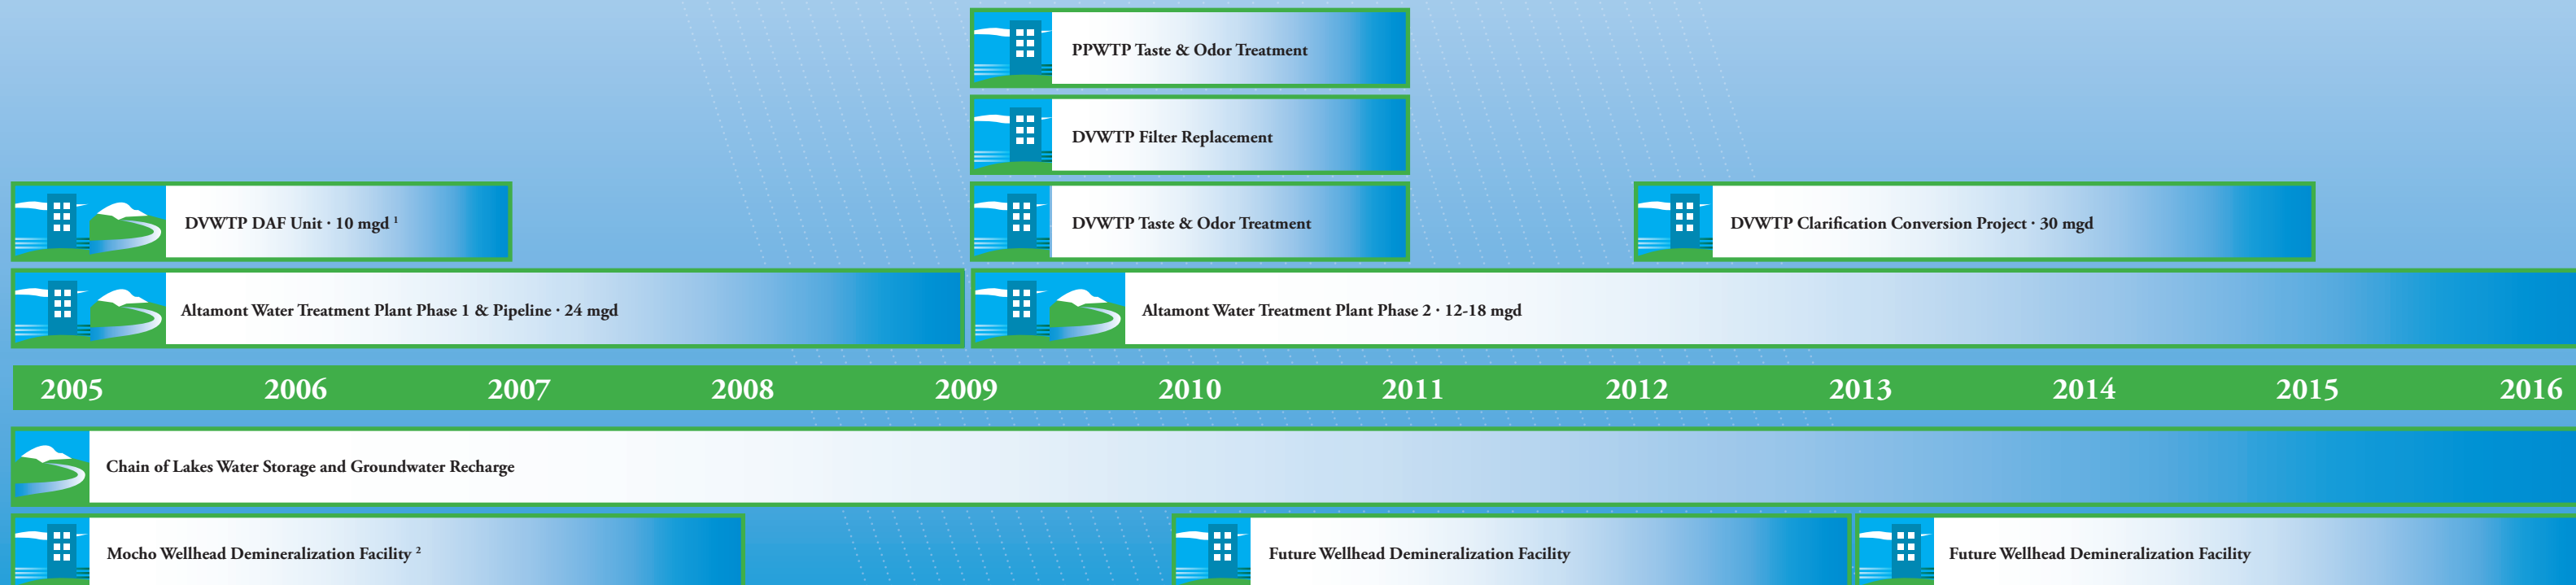 PPWTP Taste & Odor Treatment
DVWTP Filter Replacement
DVWTP DAF Unit · 10 mgd ¹
DVWTP Taste & Odor Treatment
DVWTP Clarification Conversion Project · 30 mgd
Altamont Water Treatment Plant Phase 1 & Pipeline · 24 mgd
Altamont Water Treatment Plant Phase 2 · 12-18 mgd
2005 2006 2007 2008 2009 2010 2011 2012 2013 2014 2015 2016
Chain of Lakes Water Storage and Groundwater Recharge
Mocho Wellhead Demineralization Facility ²
Future Wellhead Demineralization Facility
Future Wellhead Demineralization Facility